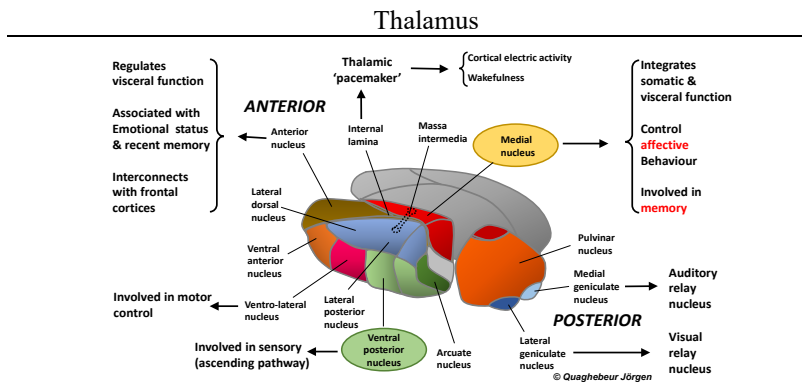 Thalamus
Regulates
visceral function
Associated with
Emotional status
& recent memory
Interconnects
with frontal
cortices
ANTERIOR
Anterior
nucleus
Thalamic
‘pacemaker’
Cortical electric activity
Wakefulness
Internal
lamina
Massa
intermedia
Medial
nucleus
Integrates
somatic &
visceral function
Control
affective
Behaviour
Involved in
memory
Lateral
dorsal
nucleus
Ventral
anterior
nucleus
Involved in motor
control
Ventro-lateral
nucleus
Lateral
posterior
nucleus
Involved in sensory
(ascending pathway)
Ventral
posterior
nucleus
Arcuate
nucleus
Pulvinar
nucleus
Medial
geniculate
nucleus
Auditory
relay
nucleus
POSTERIOR
Lateral
geniculate
nucleus
Visual
relay
nucleus
© Quaghebeur Jörgen